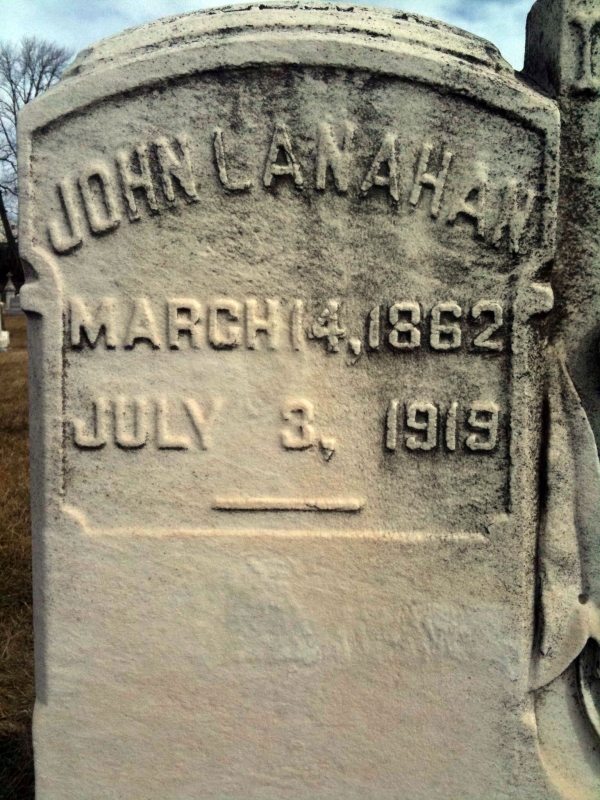 JOHN LANAHAN
MARCH 14, 1862
JULY 3, 1919